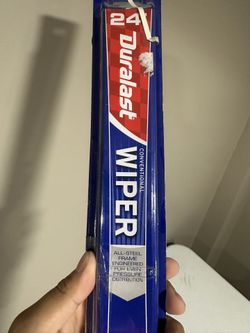 24
Duralast
CONVENTIONAL
WIPER
ALL-STEEL
FRAME
ENGINEERED
FOR EVEN
PRESSURE
DISTRIBUTION